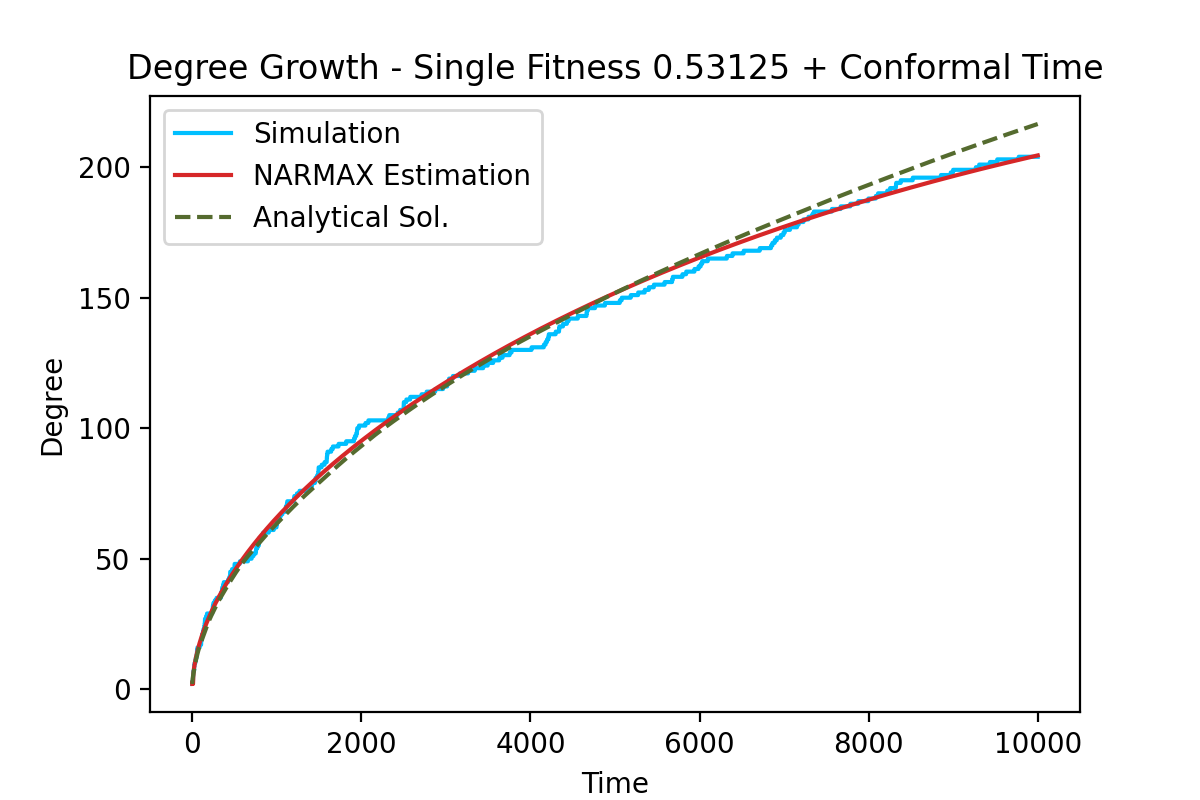 Degree Growth - Single Fitness 0.53125 + Conformal Time
Simulation
NARMAX Estimation
Analytical Sol.
200
150
100
50
0
Degree
0 2000 4000 6000 8000 10000
Time